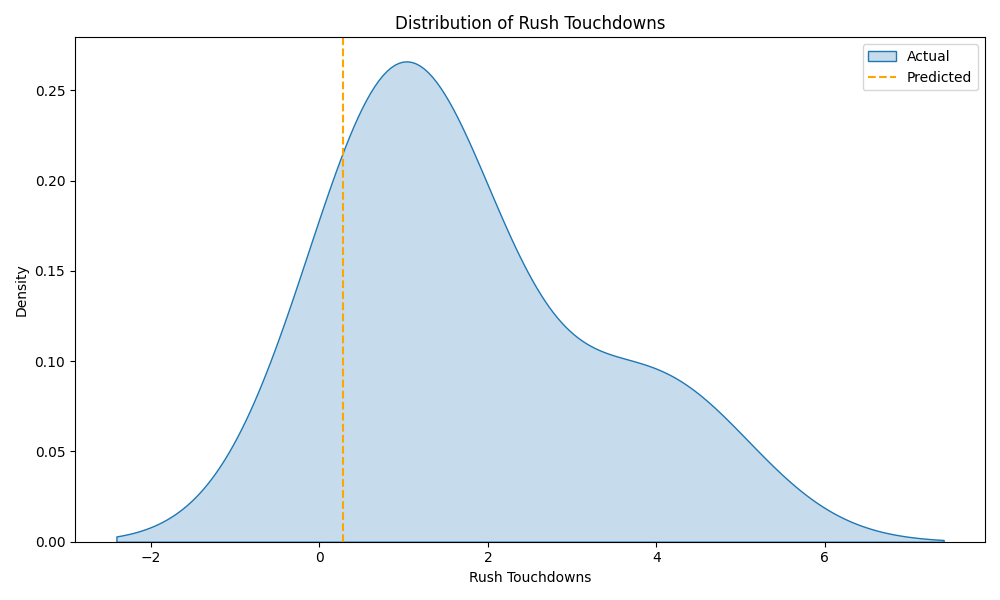 Distribution of Rush Touchdowns
Actual
Predicted
0.25
0.20
0.15
0.10
0.05
0.00
Density
−2
0
2
4
6
Rush Touchdowns